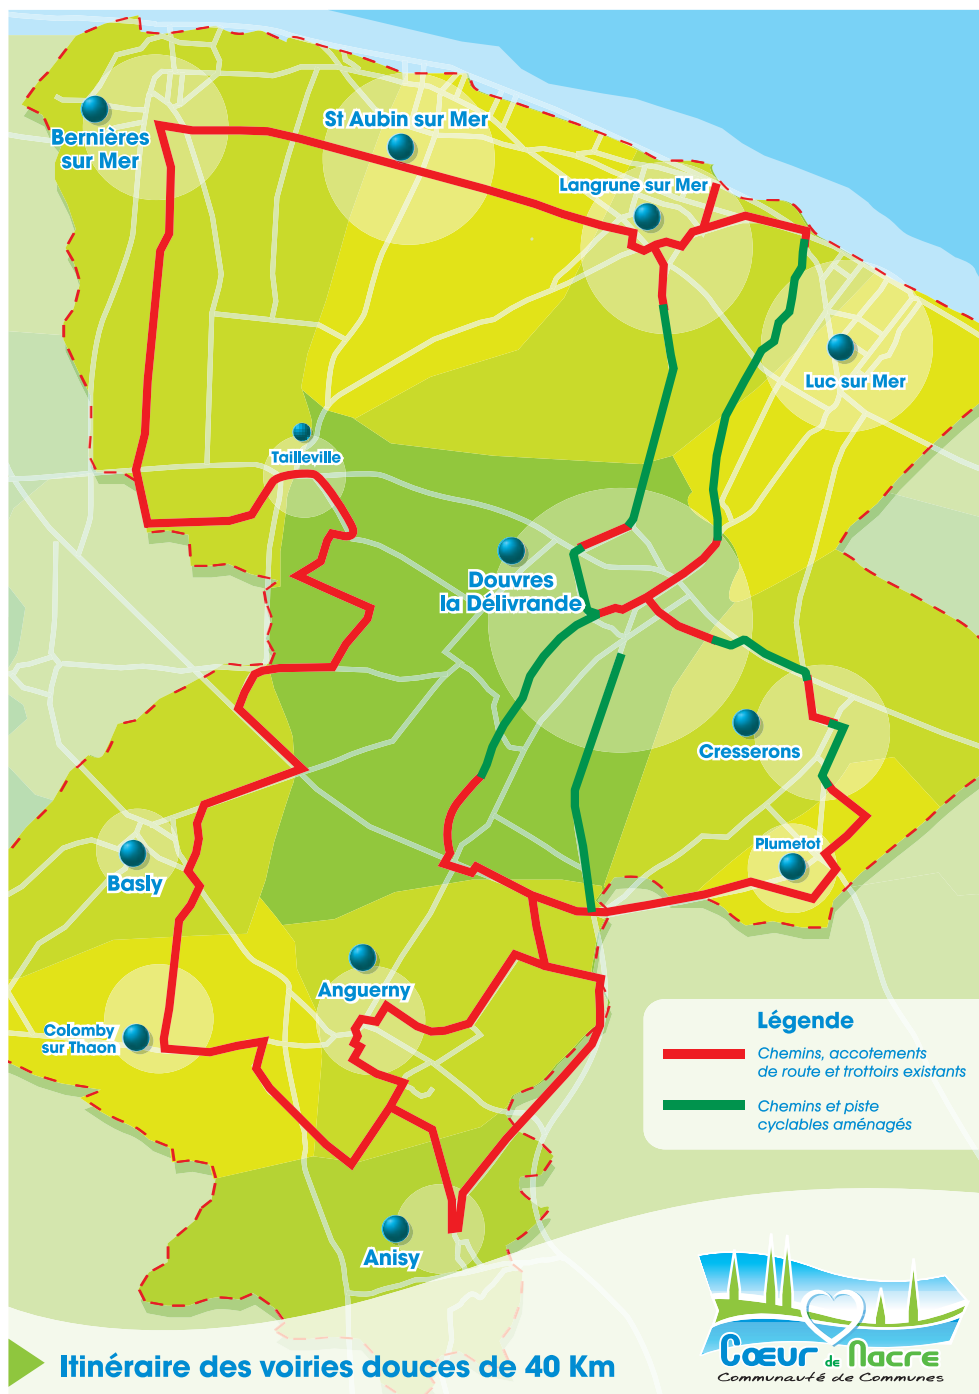 Bernières
sur Mer
St Aubin sur Mer
Langrune sur Mer
Luc sur Mer
Tailleville
Douvres
la Délivrande
Cresserons
Plumetot
Basly
Anguerny
Colomby
sur Thaon
Anisy
Légende
Chemins, accotements
de route et trottoirs existants
Chemins et piste
cyclables aménagés
Itinéraire des voiries douces de 40 Km
Cœur de Nacre
Communauté de Communes